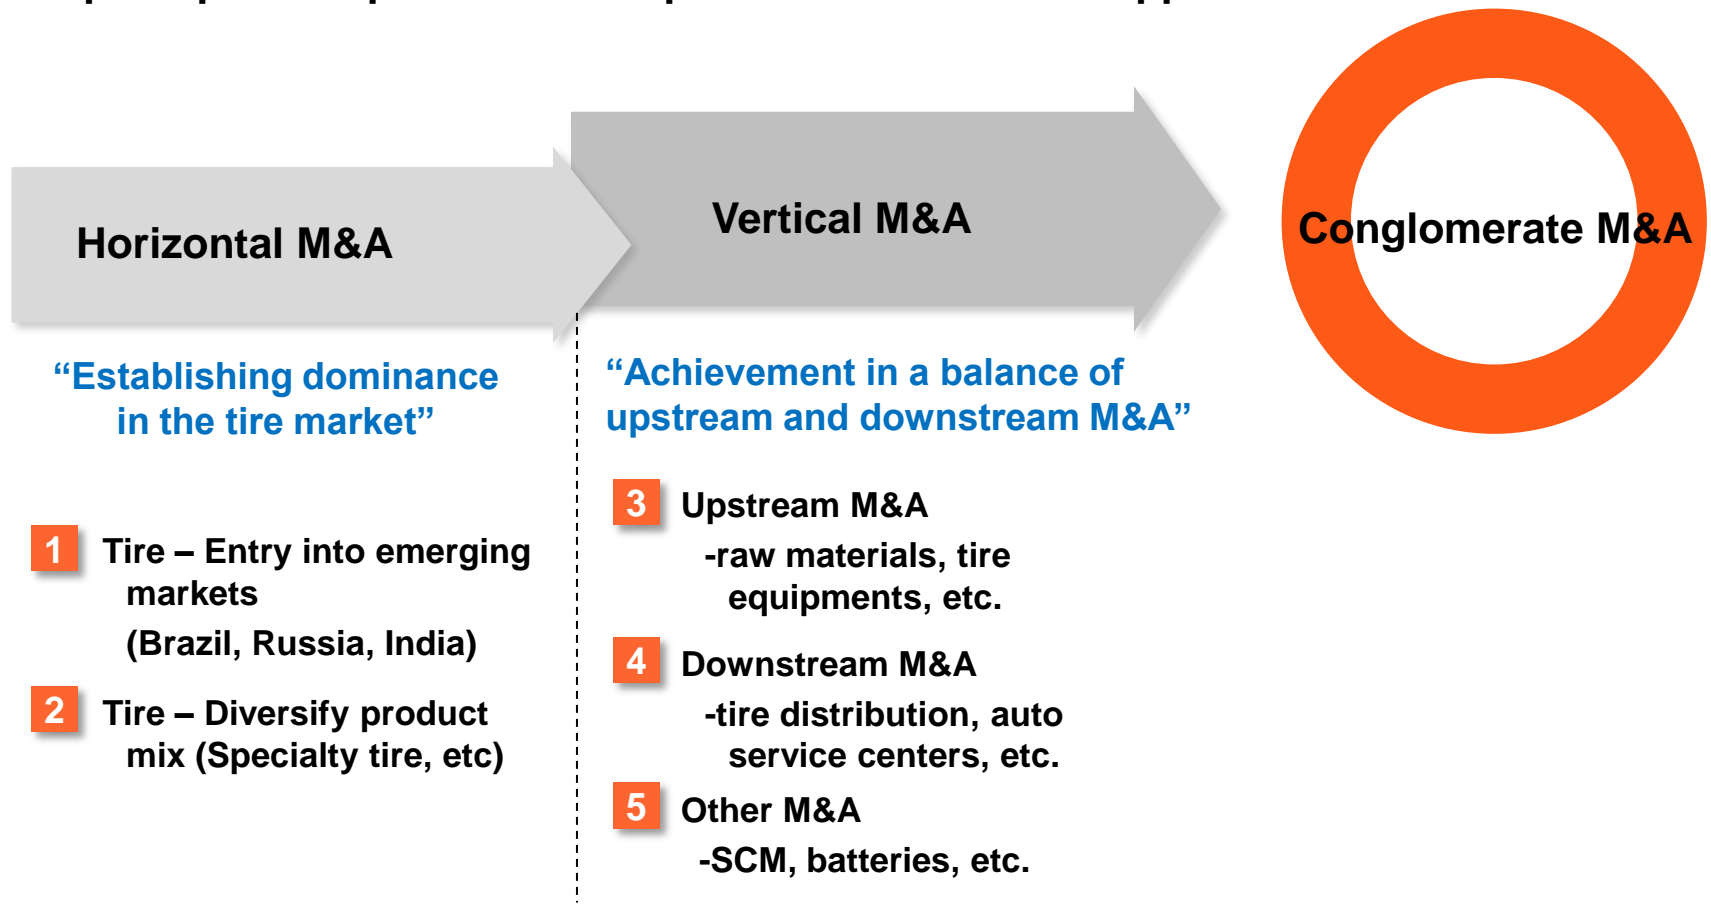 Horizontal M&A
Vertical M&A
Conglomerate M&A
“Establishing dominance
in the tire market”
1 Tire – Entry into emerging
markets
(Brazil, Russia, India)
2 Tire – Diversify product
mix (Specialty tire, etc)
“Achievement in a balance of
upstream and downstream M&A”
3 Upstream M&A
-raw materials, tire
equipments, etc.
4 Downstream M&A
-tire distribution, auto
service centers, etc.
5 Other M&A
-SCM, batteries, etc.